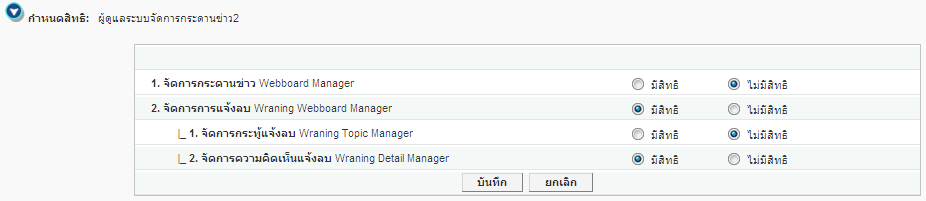 กำหนดสิทธิ: ผู้ดูแลระบบจัดการกระดานข่าว2
1. จัดการกระดานข่าว Webboard Manager มีสิทธิ ไม่มีสิทธิ
2. จัดการการแจ้งลบ Wraning Webboard Manager มีสิทธิ ไม่มีสิทธิ
|_ 1. จัดการกระทู้แจ้งลบ Wraning Topic Manager มีสิทธิ ไม่มีสิทธิ
|_ 2. จัดการความคิดเห็นแจ้งลบ Wraning Detail Manager มีสิทธิ ไม่มีสิทธิ
บันทึก ยกเลิก